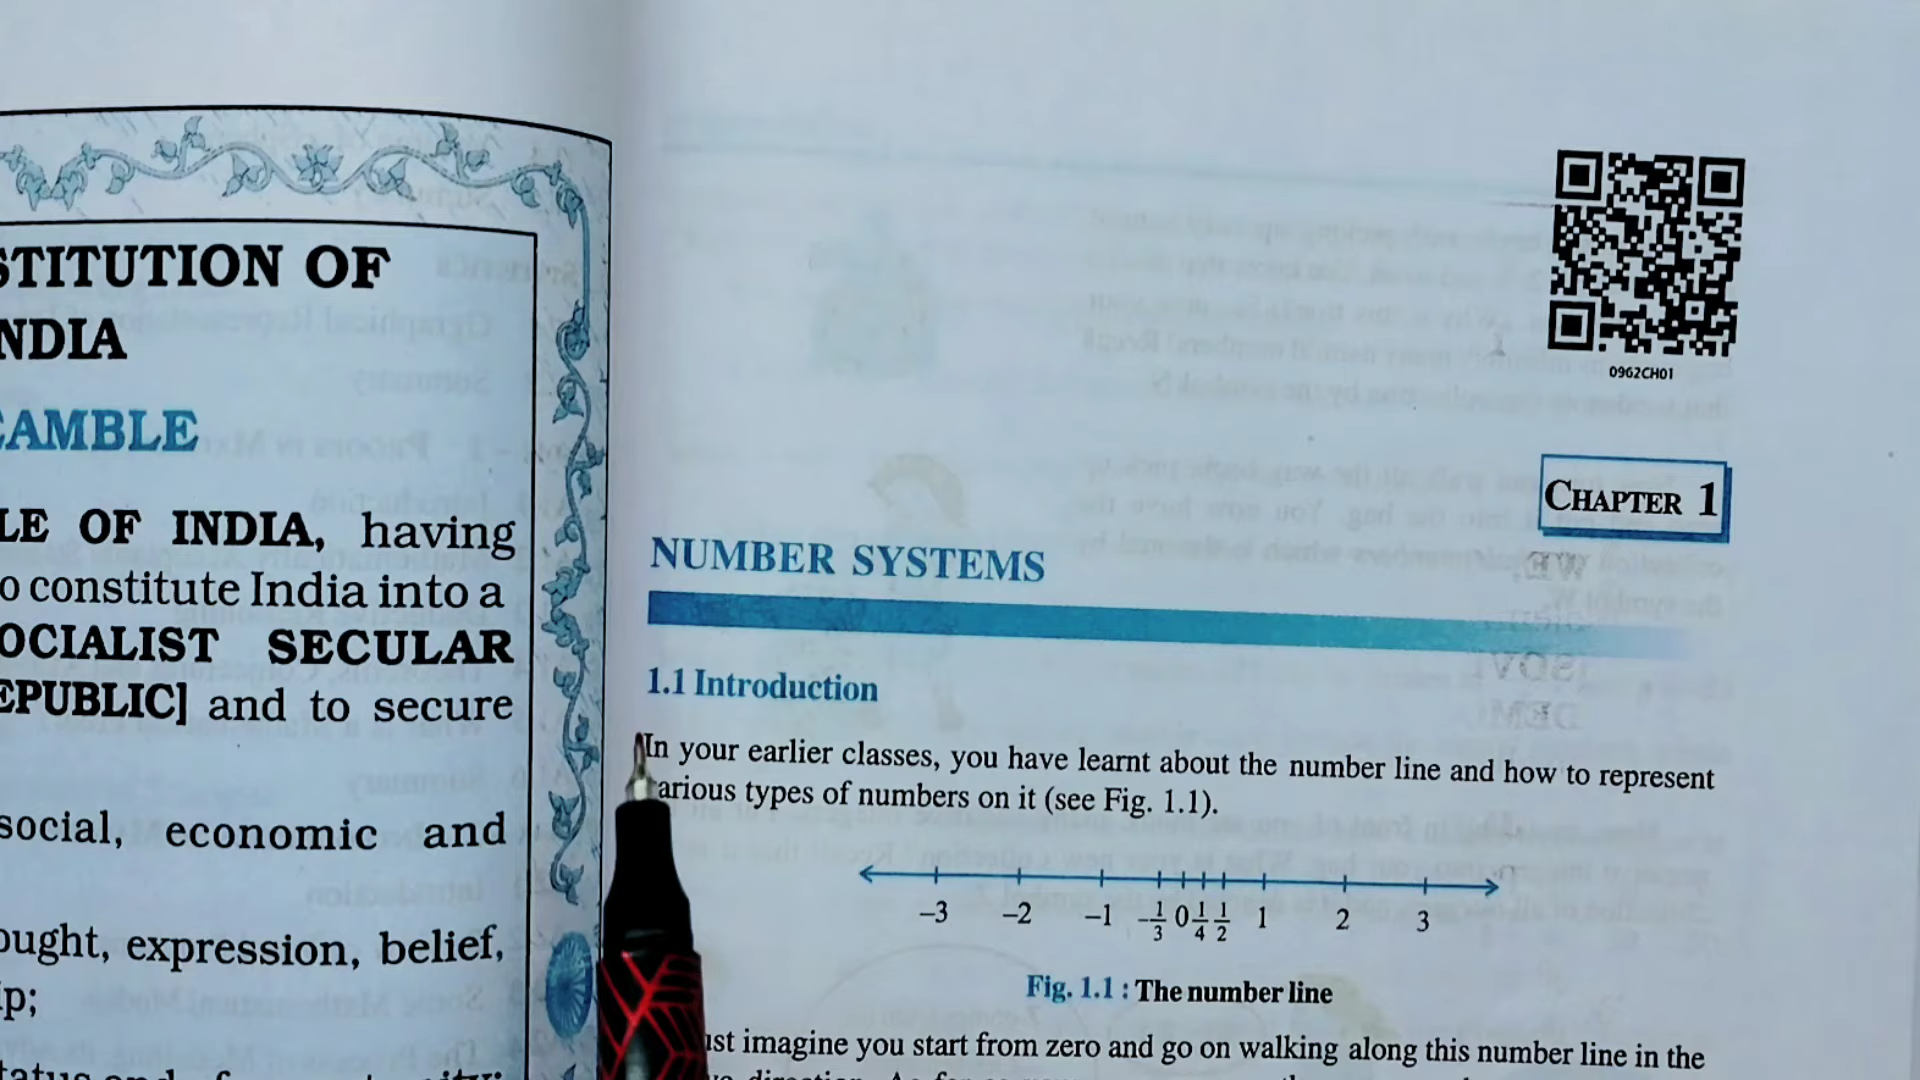 STITUTION OF
NDIA
AMBLE
LE OF INDIA, having
o constitute India into a
OCIALIST SECULAR
EPUBLIC] and to secure
social, economic and
ought, expression, belief,
ip;
0962CH01
CHAPTER 1
NUMBER SYSTEMS
1.1 Introduction
In your earlier classes, you have learnt about the number line and how to represent
arious types of numbers on it (see Fig. 1.1).
–3 –2 –1 –1/3 0 1/4 1/2 1 2 3
Fig. 1.1 : The number line
ust imagine you start from zero and go on walking along this number line in the